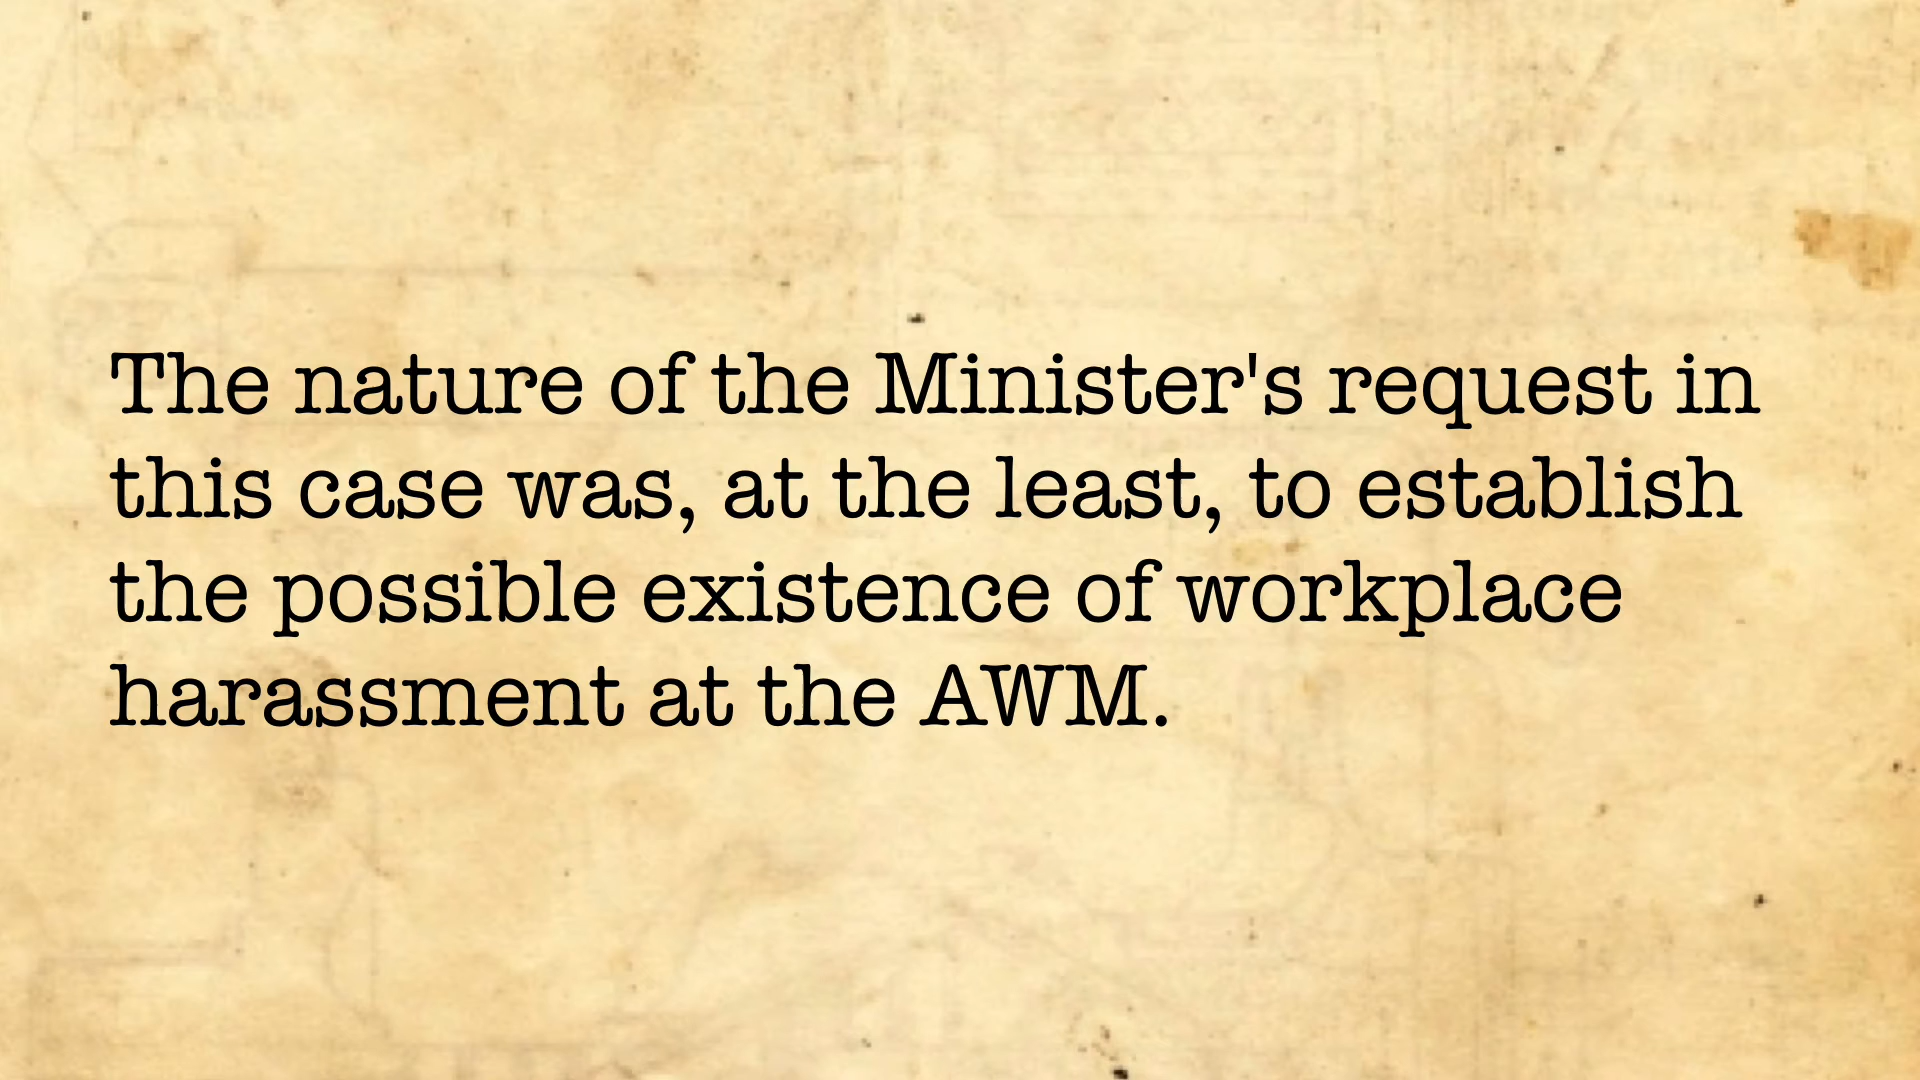 The nature of the Minister's request in
this case was, at the least, to establish
the possible existence of workplace
harassment at the AWM.